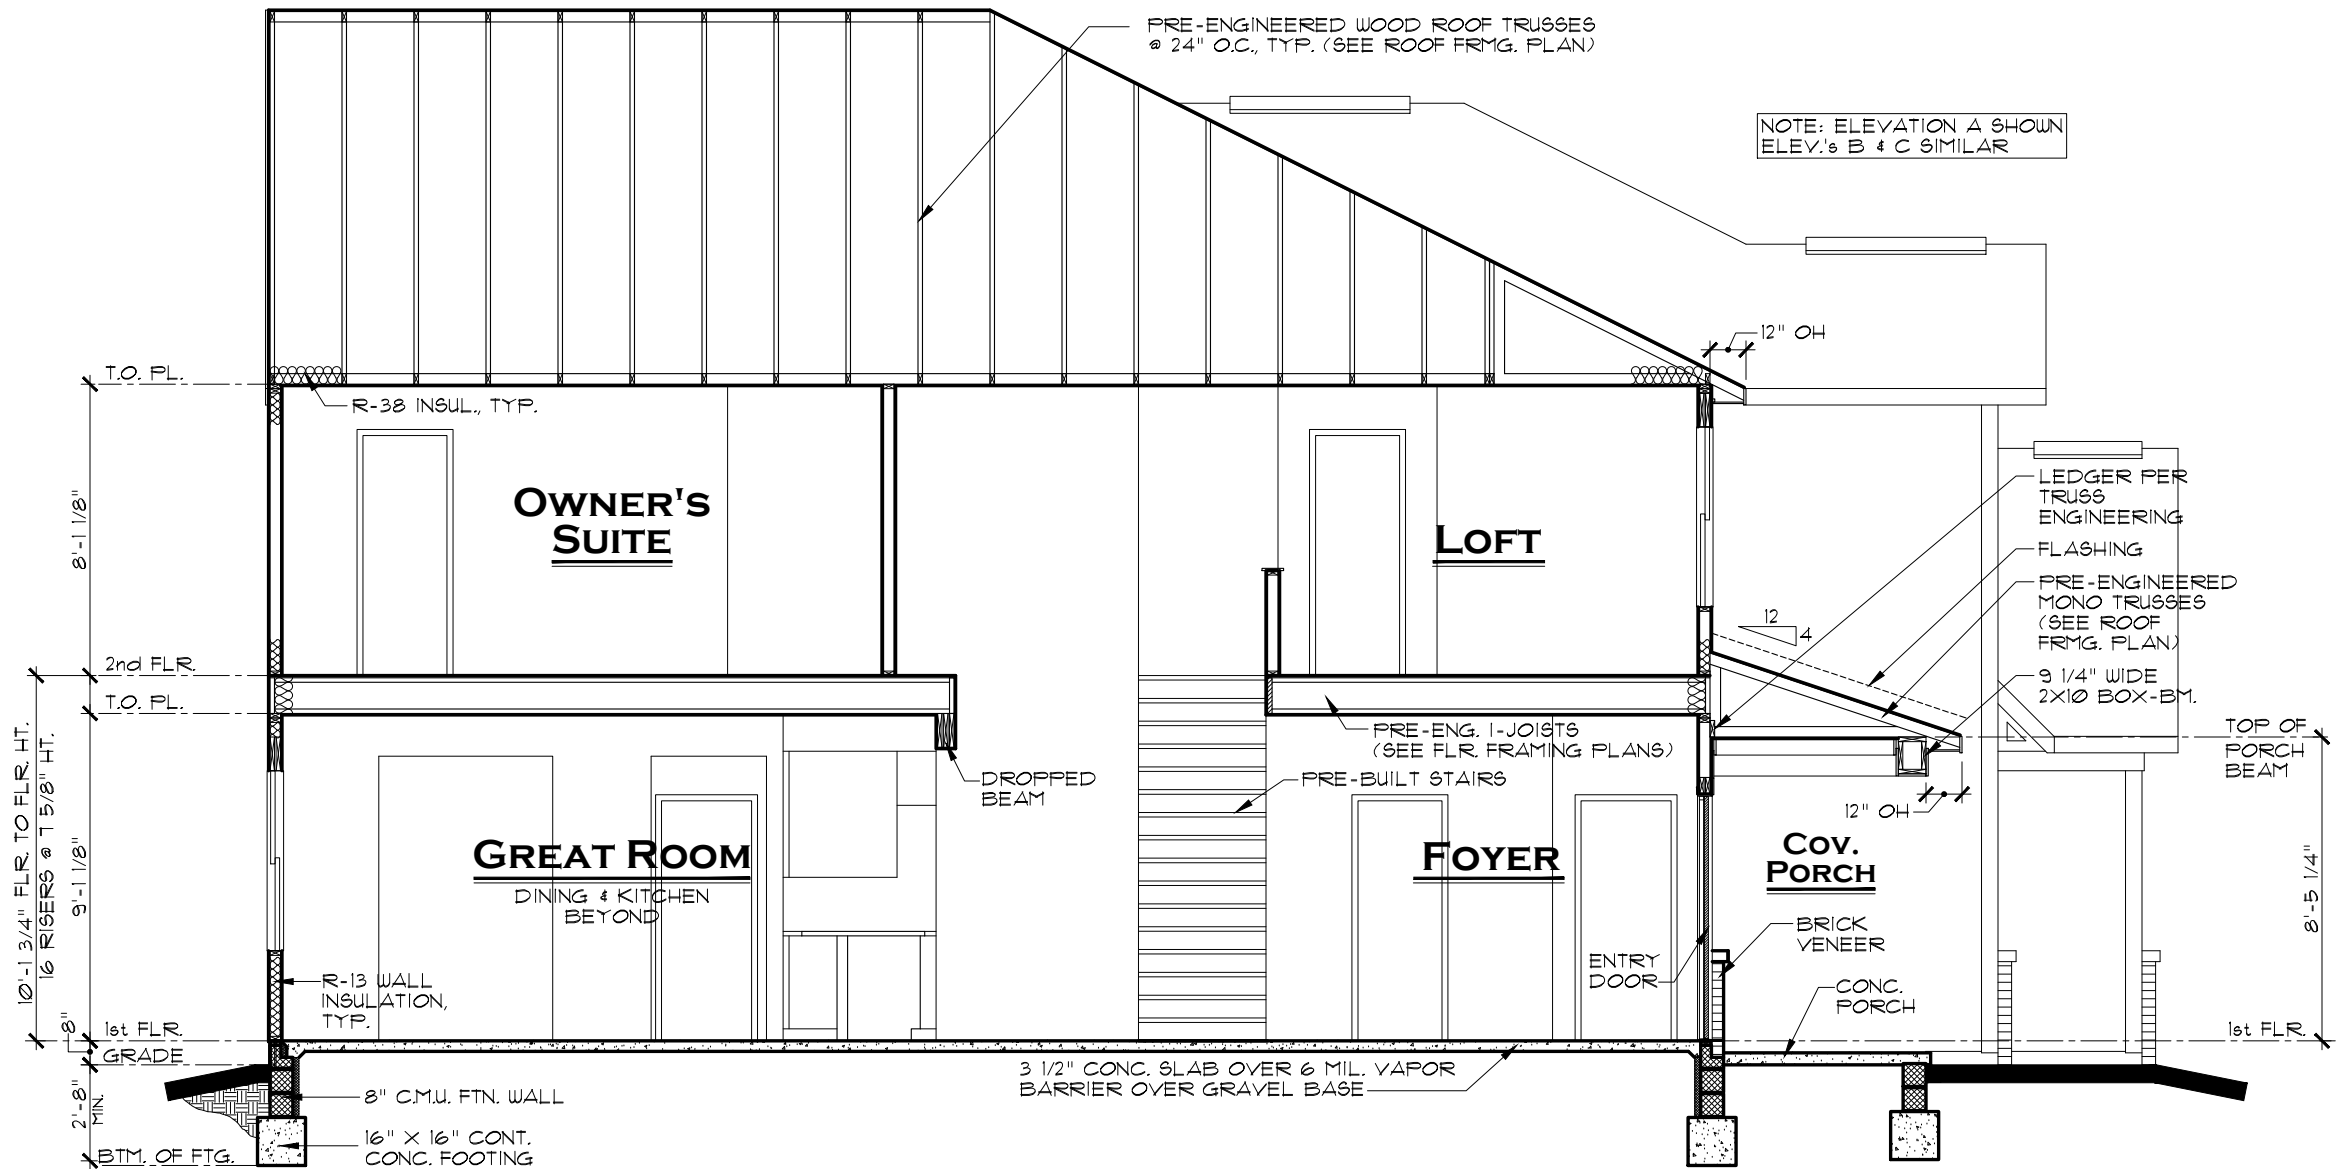 PRE-ENGINEERED WOOD ROOF TRUSSES
@ 24" O.C., TYP. (SEE ROOF FRMG. PLAN)
NOTE: ELEVATION A SHOWN
ELEV.'s B & C SIMILAR
12" OH
T.O. PL.
R-38 INSUL., TYP.
8'-1 1/8"
OWNER'S
SUITE
LOFT
LEDGER PER
TRUSS
ENGINEERING
FLASHING
PRE-ENGINEERED
MONO TRUSSES
(SEE ROOF
FRMG. PLAN)
12
4
9 1/4" WIDE
2X10 BOX-BM.
2nd FLR.
T.O. PL.
PRE-ENG. I-JOISTS
(SEE FLR. FRAMING PLANS)
TOP OF
PORCH
BEAM
DROPPED
BEAM
PRE-BUILT STAIRS
12" OH
10'-1 3/4" FLR. TO FLR. HT.
16 RISERS @ 7 5/8" HT.
9'-1 1/8"
GREAT ROOM
DINING & KITCHEN
BEYOND
FOYER
COV.
PORCH
8'-5 1/4"
BRICK
VENEER
ENTRY
DOOR
CONC.
PORCH
R-13 WALL
INSULATION,
TYP.
1st FLR.
1st FLR.
8"
GRADE
3 1/2" CONC. SLAB OVER 6 MIL. VAPOR
BARRIER OVER GRAVEL BASE
8" C.M.U. FTN. WALL
2'-8"
MIN.
16" X 16" CONT.
CONC. FOOTING
BTM. OF FTG.